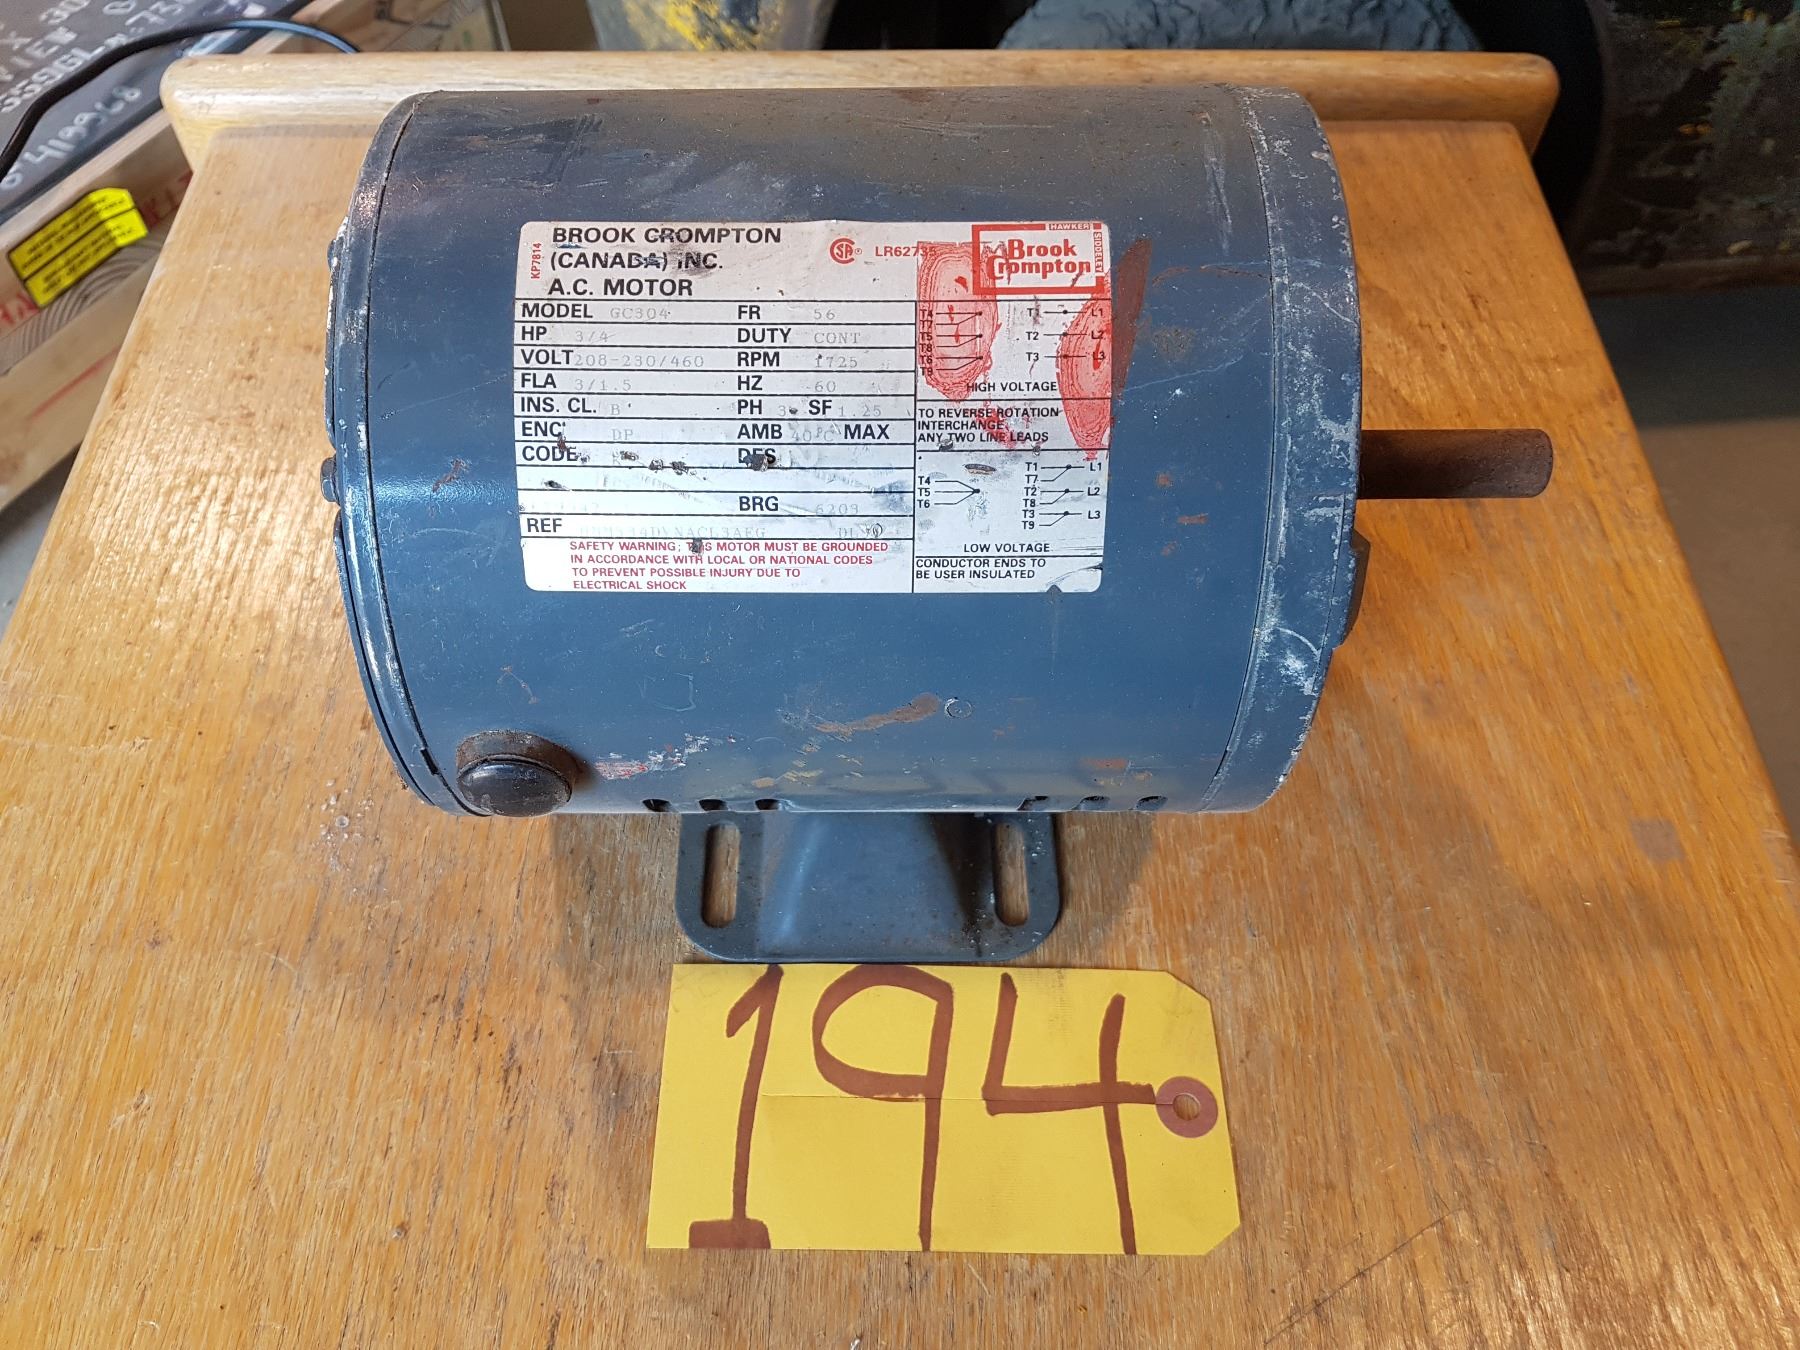 BROOK CROMPTON
(CANADA) INC.
A.C. MOTOR
KP7814
SA® LR62735
HAWKER
SIDDELEY
Brook
Crompton
MODEL GC304 FR 56
HP 3/4 DUTY CONT
VOLT 208-230/460 RPM 1725
FLA 3/1.5 HZ 60
INS. CL. B PH 3 SF 1.25
ENC. DP AMB 40°C MAX
CODE DES
BRG 6203
REF
SAFETY WARNING; THIS MOTOR MUST BE GROUNDED
IN ACCORDANCE WITH LOCAL OR NATIONAL CODES
TO PREVENT POSSIBLE INJURY DUE TO
ELECTRICAL SHOCK
T4 T1 L1
T7
T5 T2 L2
T8
T6 T3 L3
T9
HIGH VOLTAGE
TO REVERSE ROTATION
INTERCHANGE
ANY TWO LINE LEADS
T1 L1
T4 T7
T5 T2 L2
T6 T8
T3 L3
T9
LOW VOLTAGE
CONDUCTOR ENDS TO
BE USER INSULATED
194